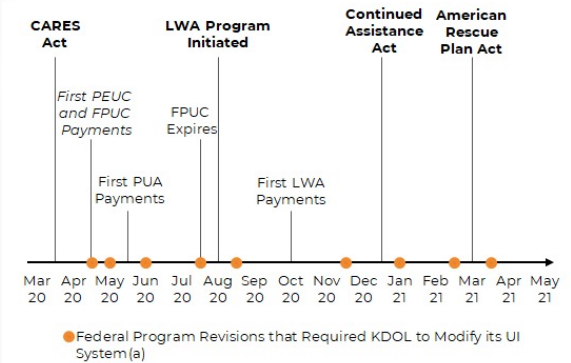 CARES
Act
LWA Program
Initiated
Continued
Assistance
Act
American
Rescue
Plan Act
First PEUC
and FPUC
Payments
FPUC
Expires
First PUA
Payments
First LWA
Payments
Mar Apr May Jun Jul Aug Sep Oct Nov Dec Jan Feb Mar Apr May
20 20 20 20 20 20 20 20 20 20 21 21 21 21 21
Federal Program Revisions that Required KDOL to Modify its UI
System(a)